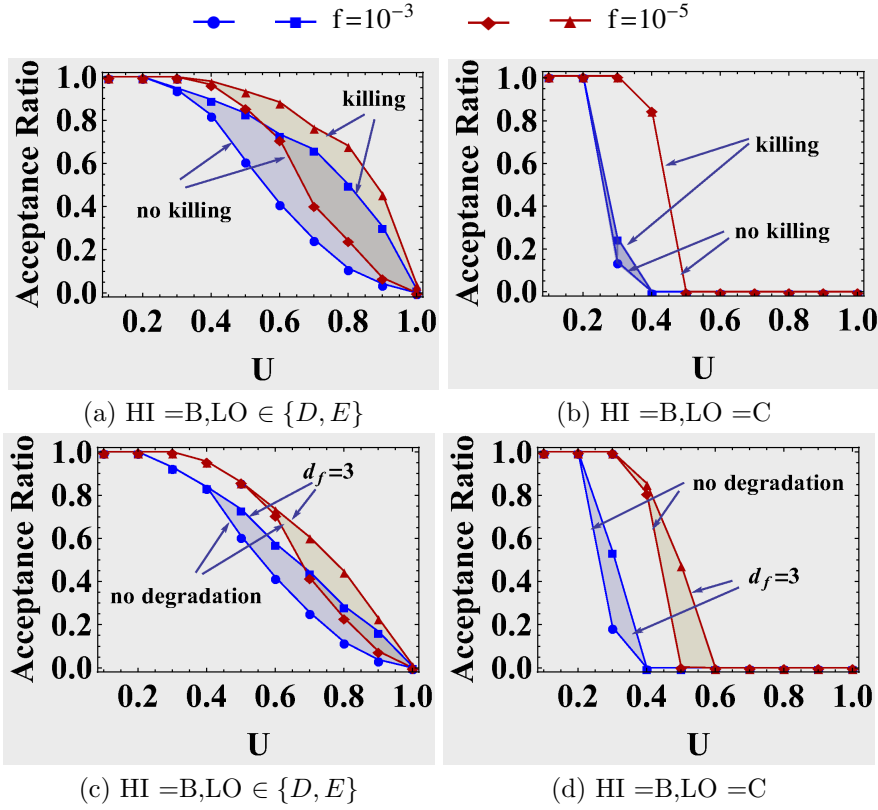 f=10⁻³ f=10⁻⁵
Acceptance Ratio
1.0
0.8
0.6
0.4
0.2
0.0
killing
no killing
0.2 0.4 0.6 0.8 1.0
U
(a) HI =B,LO ∈ {D, E}
Acceptance Ratio
1.0
0.8
0.6
0.4
0.2
0.0
killing
no killing
0.2 0.4 0.6 0.8 1.0
U
(b) HI =B,LO =C
Acceptance Ratio
1.0
0.8
0.6
0.4
0.2
0.0
d_f=3
no degradation
0.2 0.4 0.6 0.8 1.0
U
(c) HI =B,LO ∈ {D, E}
Acceptance Ratio
1.0
0.8
0.6
0.4
0.2
0.0
no degradation
d_f=3
0.2 0.4 0.6 0.8 1.0
U
(d) HI =B,LO =C